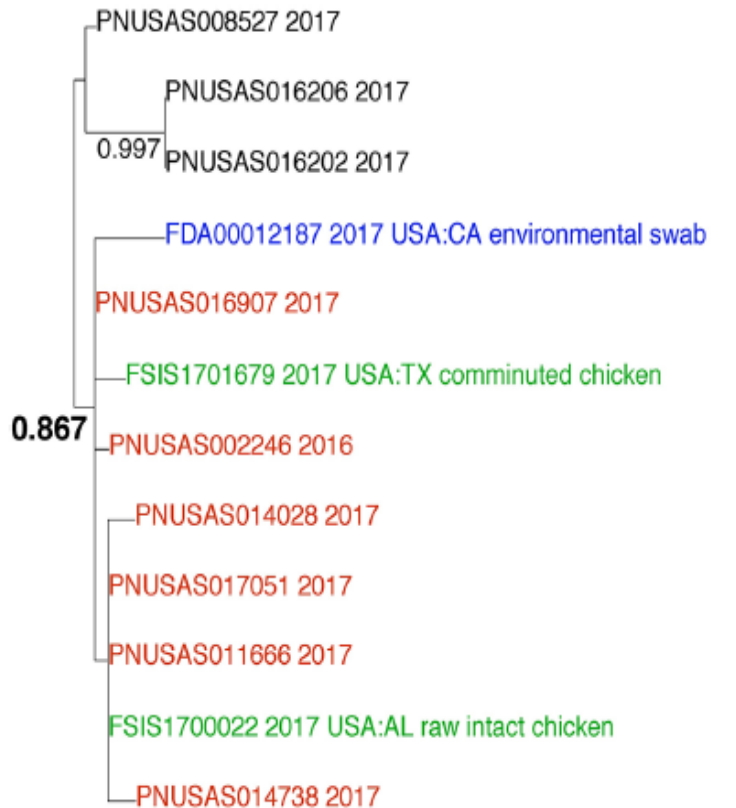 PNUSAS008527 2017
PNUSAS016206 2017
0.997
PNUSAS016202 2017
FDA00012187 2017 USA:CA environmental swab
PNUSAS016907 2017
FSIS1701679 2017 USA:TX comminuted chicken
0.867
PNUSAS002246 2016
PNUSAS014028 2017
PNUSAS017051 2017
PNUSAS011666 2017
FSIS1700022 2017 USA:AL raw intact chicken
PNUSAS014738 2017